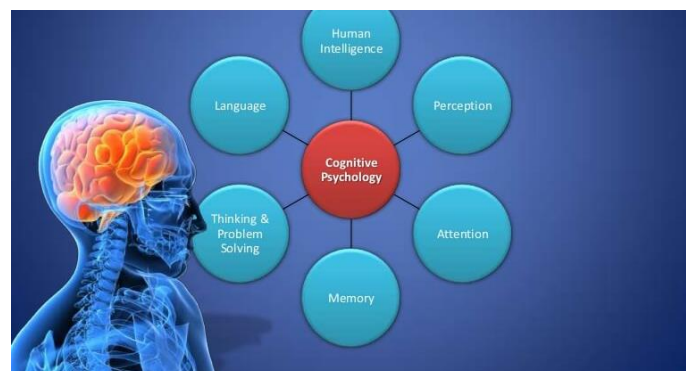 Human
Intelligence
Language
Perception
Cognitive
Psychology
Thinking &
Problem
Solving
Attention
Memory